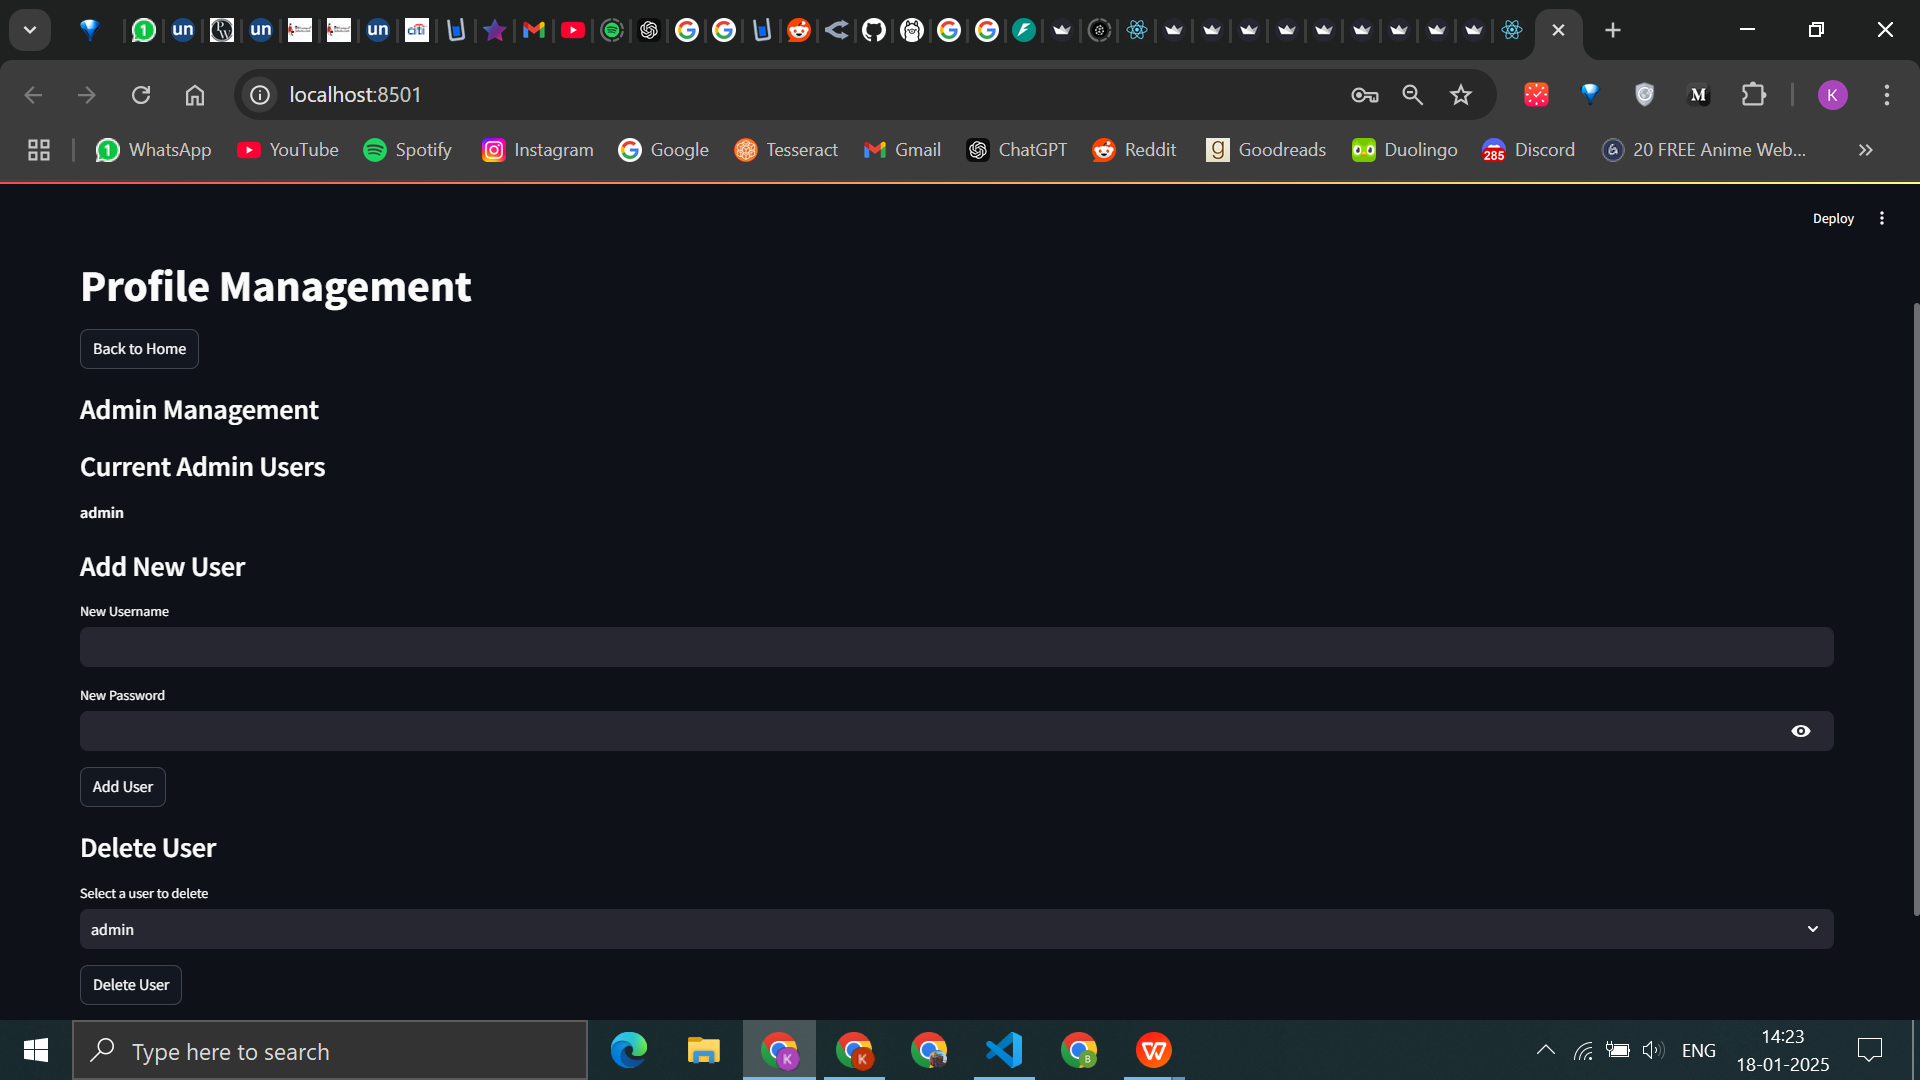 localhost:8501
WhatsApp YouTube Spotify Instagram Google Tesseract Gmail ChatGPT Reddit Goodreads Duolingo Discord 20 FREE Anime Web...
Deploy
Profile Management
Back to Home
Admin Management
Current Admin Users
admin
Add New User
New Username
New Password
Add User
Delete User
Select a user to delete
admin
Delete User
Type here to search
ENG
14:23
18-01-2025